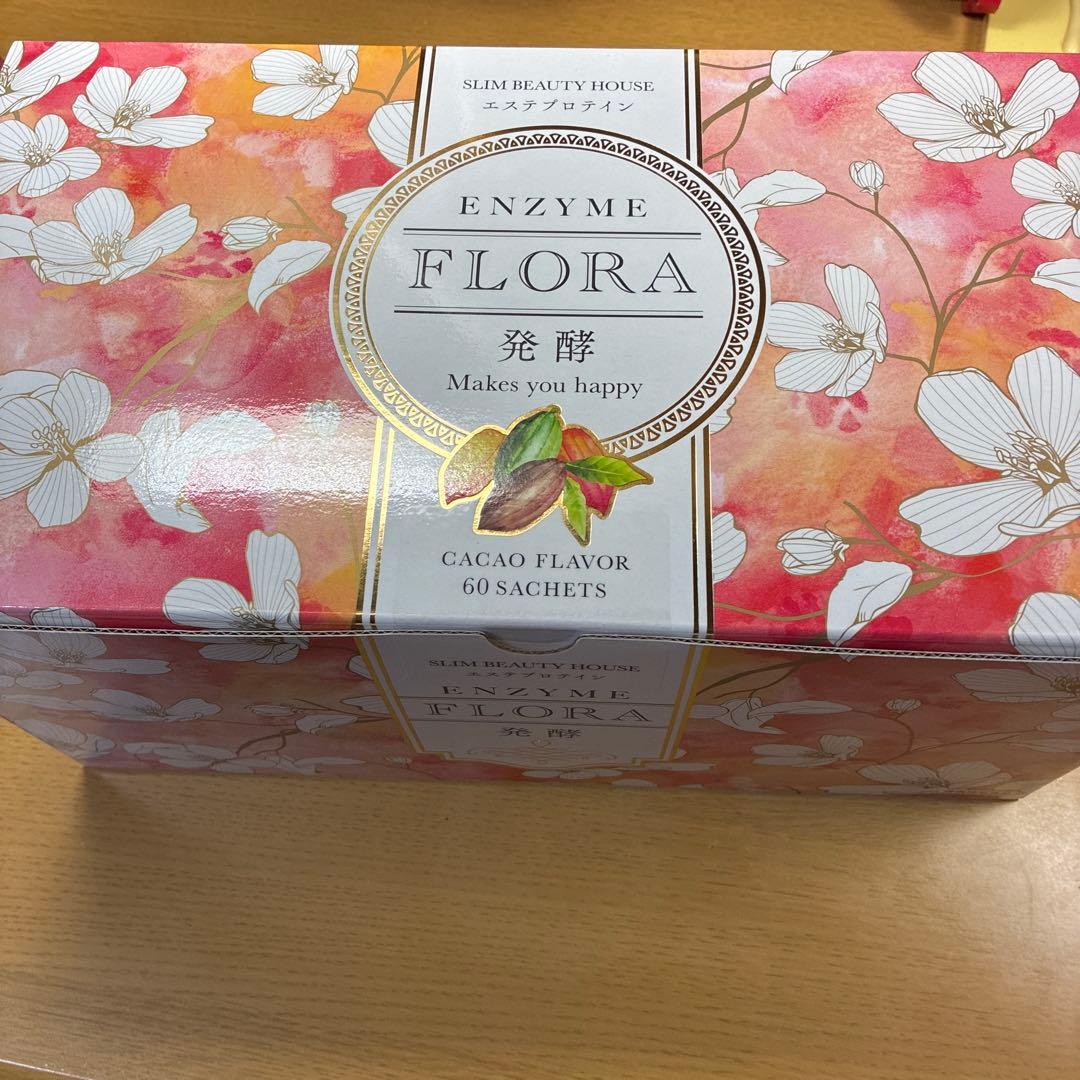 SLIM BEAUTY HOUSE
エステプロテイン
ENZYME
FLORA
発酵
Makes you happy
CACAO FLAVOR
60 SACHETS
SLIM BEAUTY HOUSE
エステプロテイン
ENZYME
FLORA
発酵